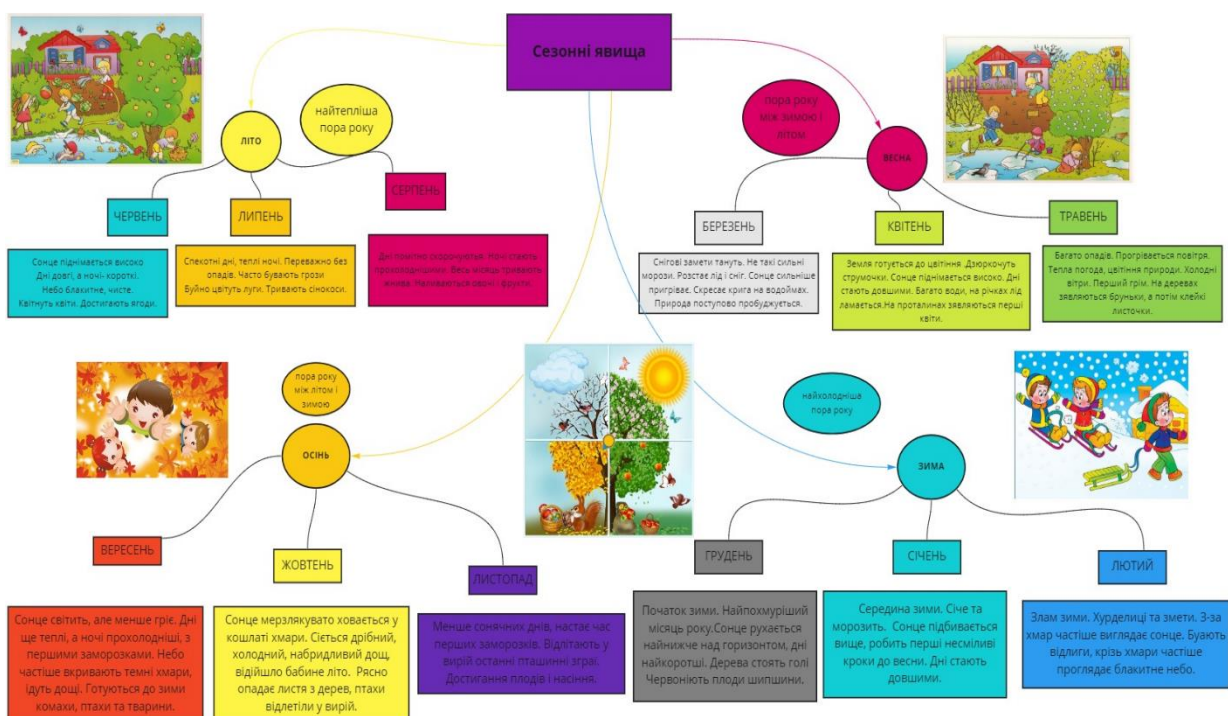 Сезонні явища
найтепліша
пора року
ЛІТО
ЧЕРВЕНЬ
ЛИПЕНЬ
СЕРПЕНЬ
Сонце піднімається високо
Дні довгі, а ночі- короткі.
Небо блакитне, чисте.
Квітнуть квіти. Достигають ягоди.
Спекотні дні, теплі ночі. Переважно без
опадів. Часто бувають грози
Буйно цвітуть луги. Тривають сінокоси.
Дні помітно скорочуються. Ночі стають
прохолоднішими. Весь місяць тривають
жнива. Наливаються овочі і фрукти.
пора року
між зимою і
літом.
ВЕСНА
БЕРЕЗЕНЬ
КВІТЕНЬ
ТРАВЕНЬ
Снігові замети тануть. Не такі сильні
морози. Розстає лід і сніг. Сонце сильніше
пригріває. Скресає крига на водоймах.
Природа поступово пробуджується.
Земля готується до цвітіння .Дзюркочуть
струмочки. Сонце піднімається високо. Дні
стають довшими. Багато води, на річках лід
ламається.На проталинах зявляються перші
квіти.
Багато опадів. Прогрівається повітря.
Тепла погода, цвітіння природи. Холодні
вітри. Перший грім. На деревах
зявляються бруньки, а потім клейкі
листочки.
пора року
між літом і
зимою
ОСІНЬ
ВЕРЕСЕНЬ
ЖОВТЕНЬ
ЛИСТОПАД
Сонце світить, але менше гріє. Дні
ще теплі, а ночі прохолодніші, з
першими заморозками. Небо
частіше вкривають темні хмари,
ідуть дощі. Готуються до зими
комахи, птахи та тварини.
Сонце мерзлякувато ховається у
кошлаті хмари. Сіється дрібний,
холодний, набридливий дощ,
відійшло бабине літо. Рясно
опадає листя з дерев, птахи
відлетіли у вирій.
Менше сонячних днів, настає час
перших заморозків. Відлітають у
вирій останні пташинні зграї.
Достигання плодів і насіння.
найхолодніша
пора року
ЗИМА
ГРУДЕНЬ
СІЧЕНЬ
ЛЮТИЙ
Початок зими. Найпохмуріший
місяць року.Сонце рухається
найнижче над горизонтом, дні
найкоротші. Дерева стоять голі
Червоніють плоди шипшини.
Середина зими. Січе та
морозить. Сонце підбивається
вище, робить перші несміливі
кроки до весни. Дні стають
довшими.
Злам зими. Хурделиці та змети. З-за
хмар частіше виглядає сонце. Бують
відлиги, крізь хмари частіше
проглядає блакитне небо.